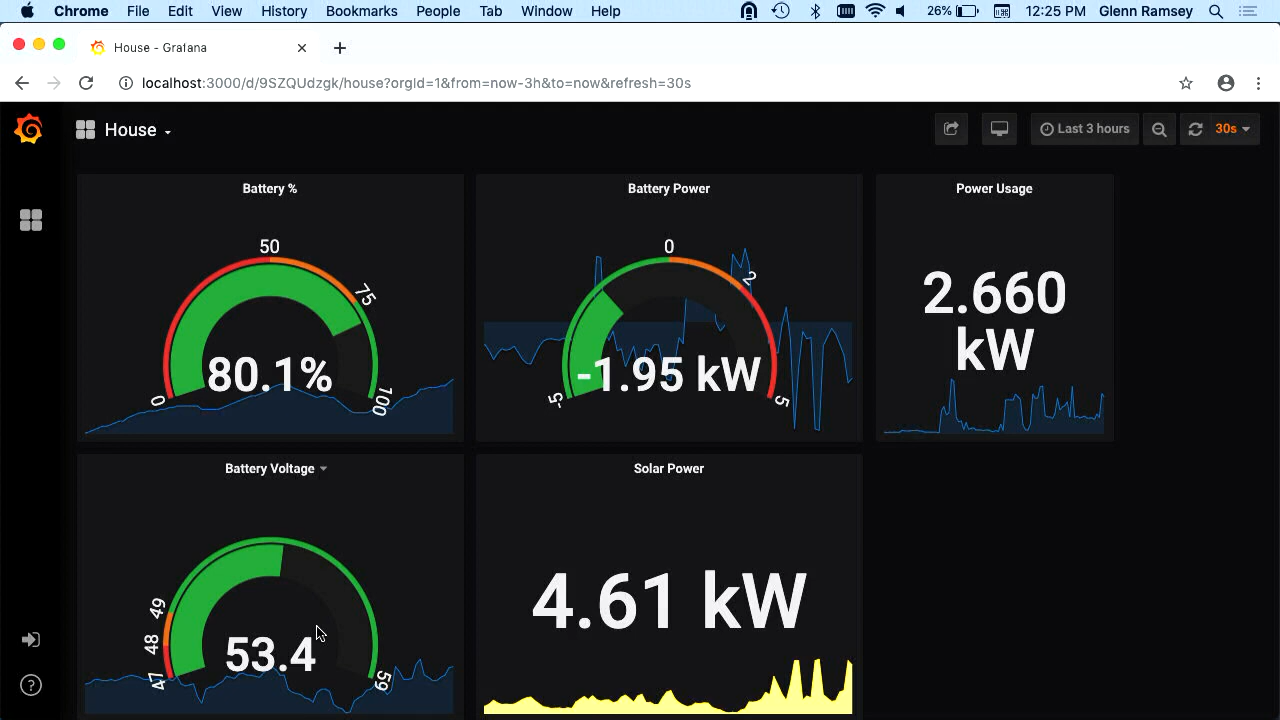 Chrome File Edit View History Bookmarks People Tab Window Help 26% 12:25 PM Glenn Ramsey
House - Grafana
localhost:3000/d/9SZQUdzgk/house?orgId=1&from=now-3h&to=now&refresh=30s
House Last 3 hours 30s
Battery %
50
75
0
100
80.1%
Battery Power
0
2
-5
5
-1.95 kW
Power Usage
2.660
kW
Battery Voltage
49
48
47
59
53.4
Solar Power
4.61 kW